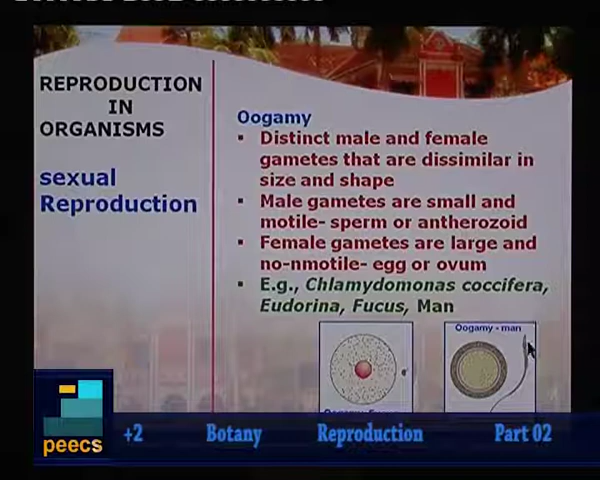 REPRODUCTION
IN
ORGANISMS
sexual
Reproduction
Oogamy
▪ Distinct male and female
gametes that are dissimilar in
size and shape
▪ Male gametes are small and
motile- sperm or antherozoid
▪ Female gametes are large and
no-nmotile- egg or ovum
▪ E.g., Chlamydomonas coccifera,
Eudorina, Fucus, Man
Oogamy - man
peecs
+2 Botany Reproduction Part 02